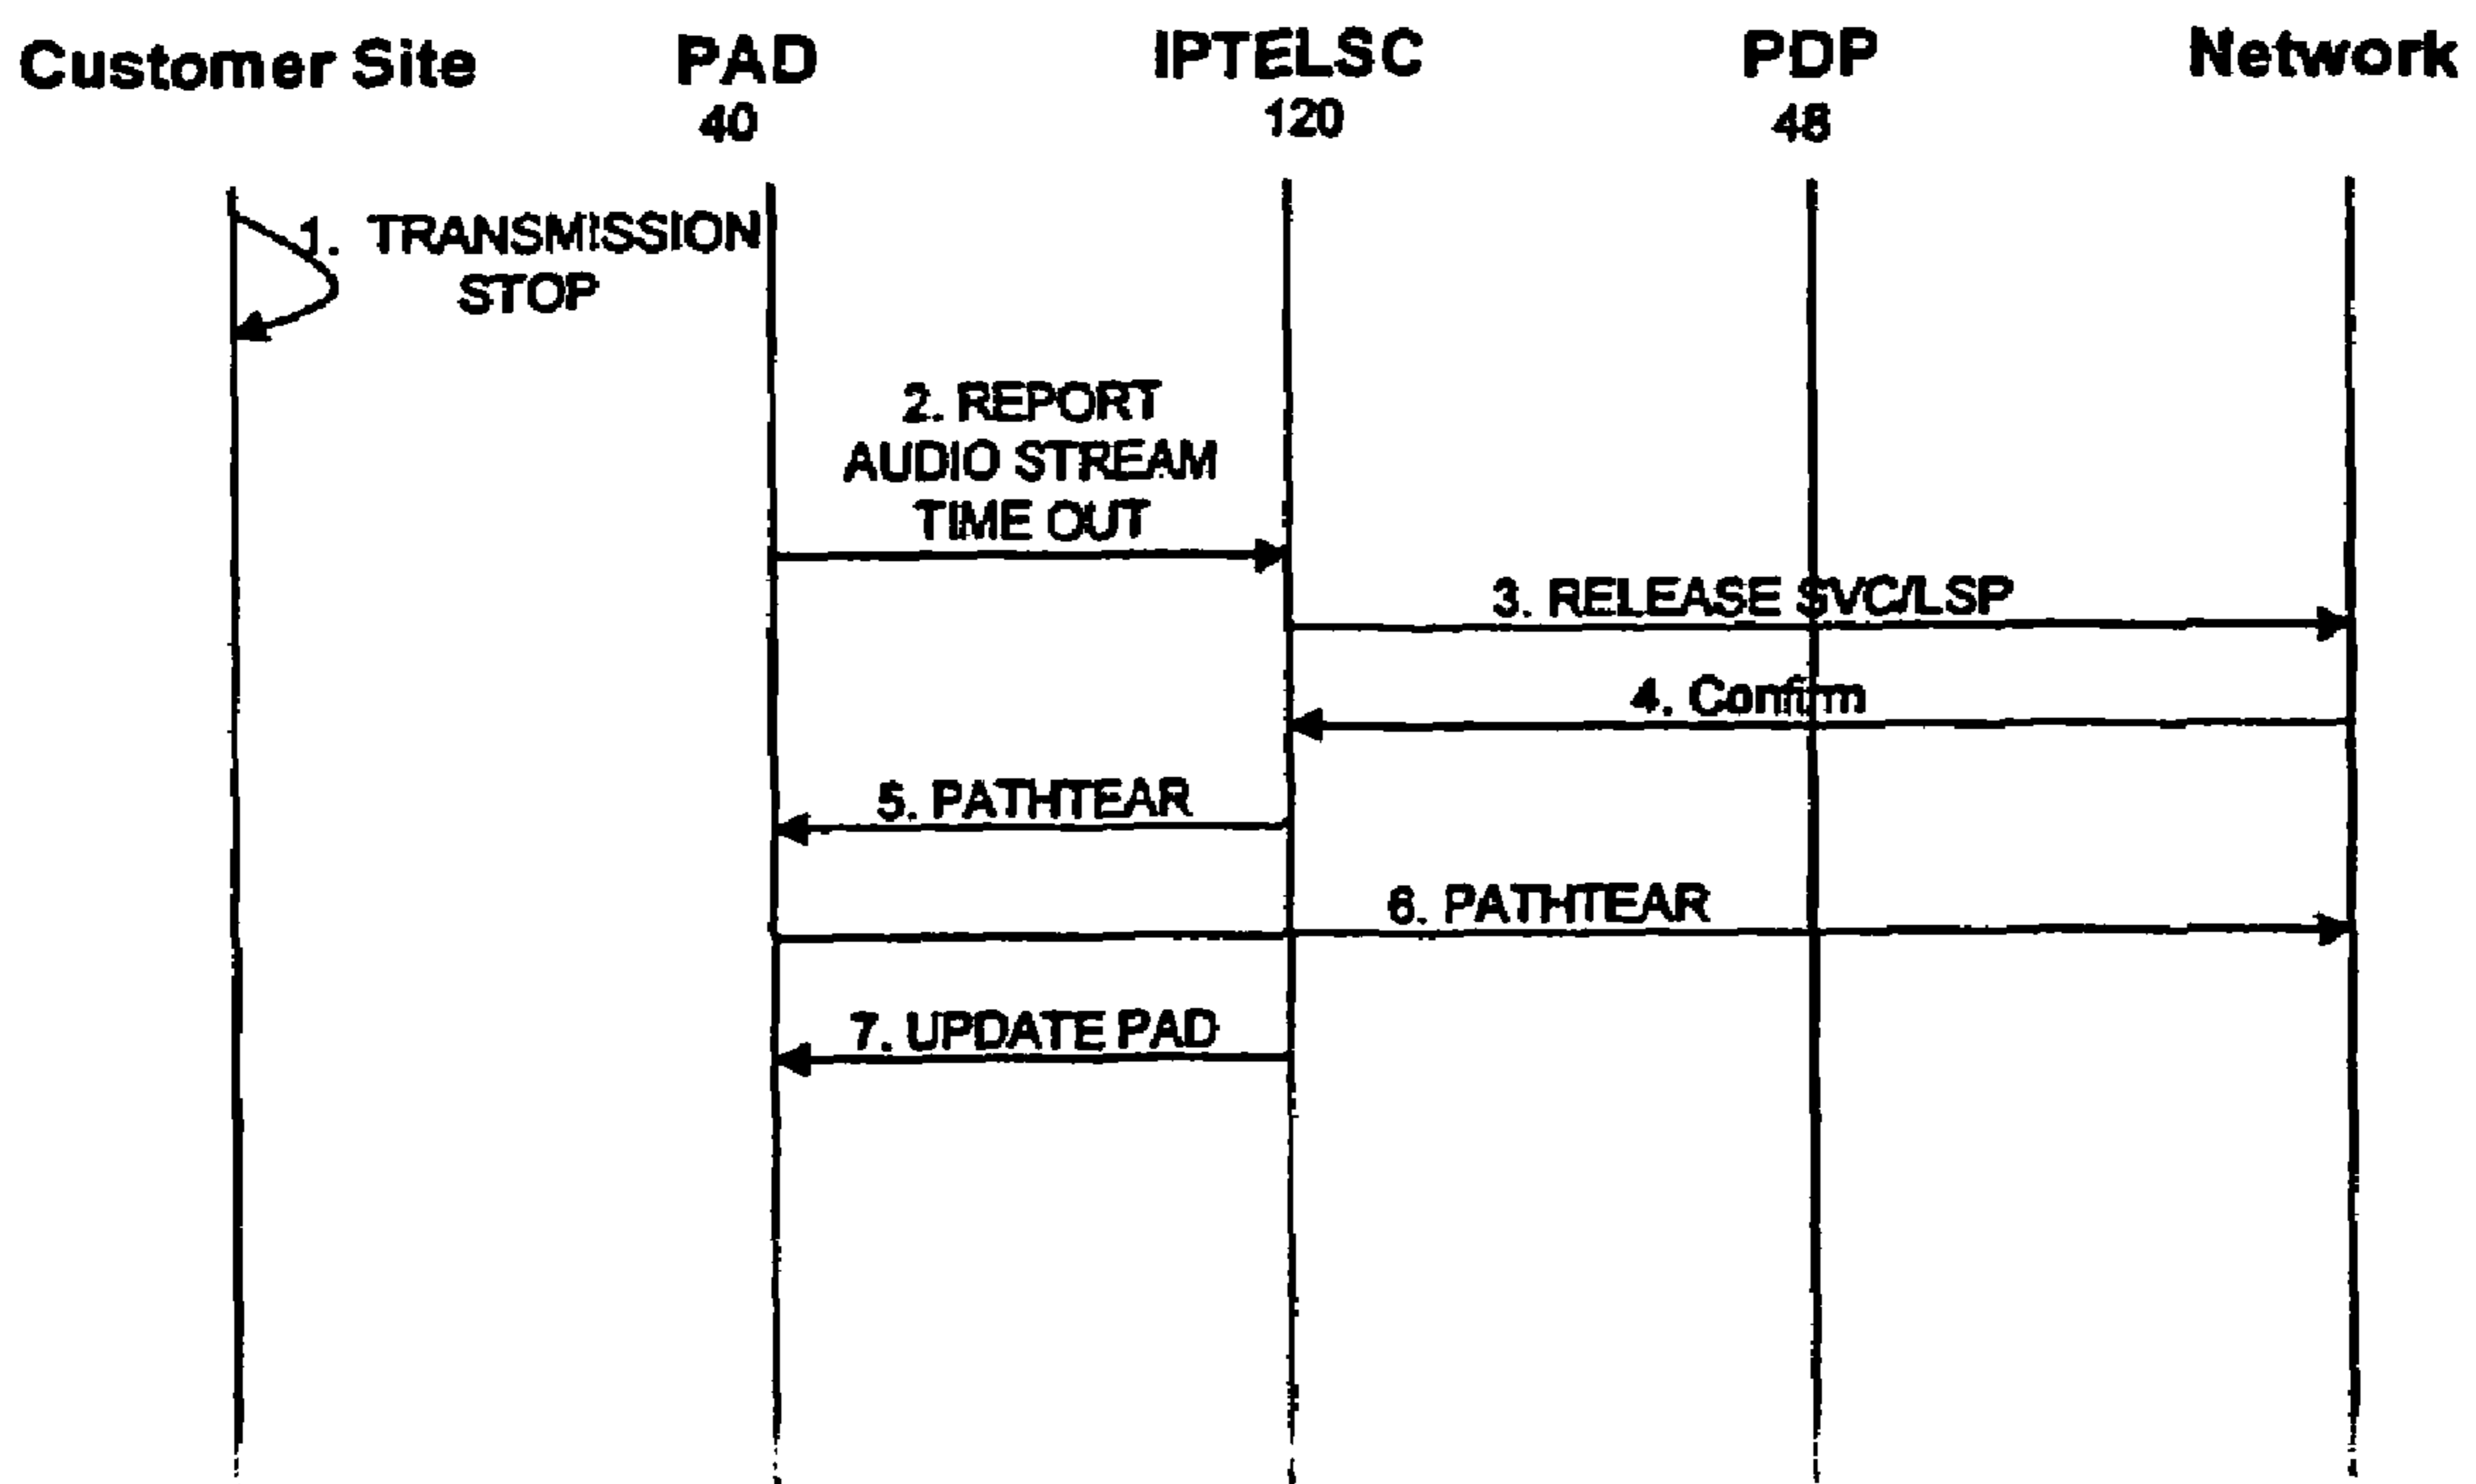 Customer Site PAD IPTELSC PDP Network
40 120 48
1. TRANSMISSION
STOP
2. REPORT
AUDIO STREAM
TIME OUT
3. RELEASE SVC/LSP
4. Confirm
5. PATHTEAR
6. PATHTEAR
7. UPDATE PAD